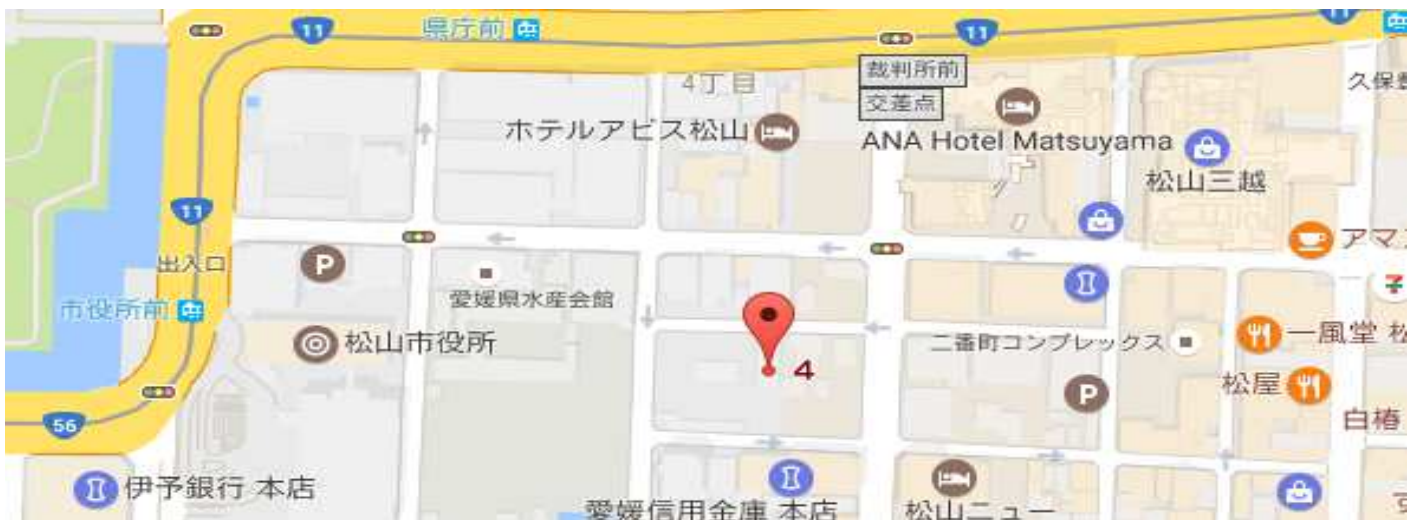 11
県庁前
11
11
4丁目
裁判所前
交差点
ホテルアビス松山
ANA Hotel Matsuyama
松山三越
11
出入口
P
市役所前
愛媛県水産会館
松山市役所
4
二番町コンプレックス
一風堂 松
松屋
P
56
白椿
伊予銀行 本店
愛媛信用金庫 本店
松山ニュー